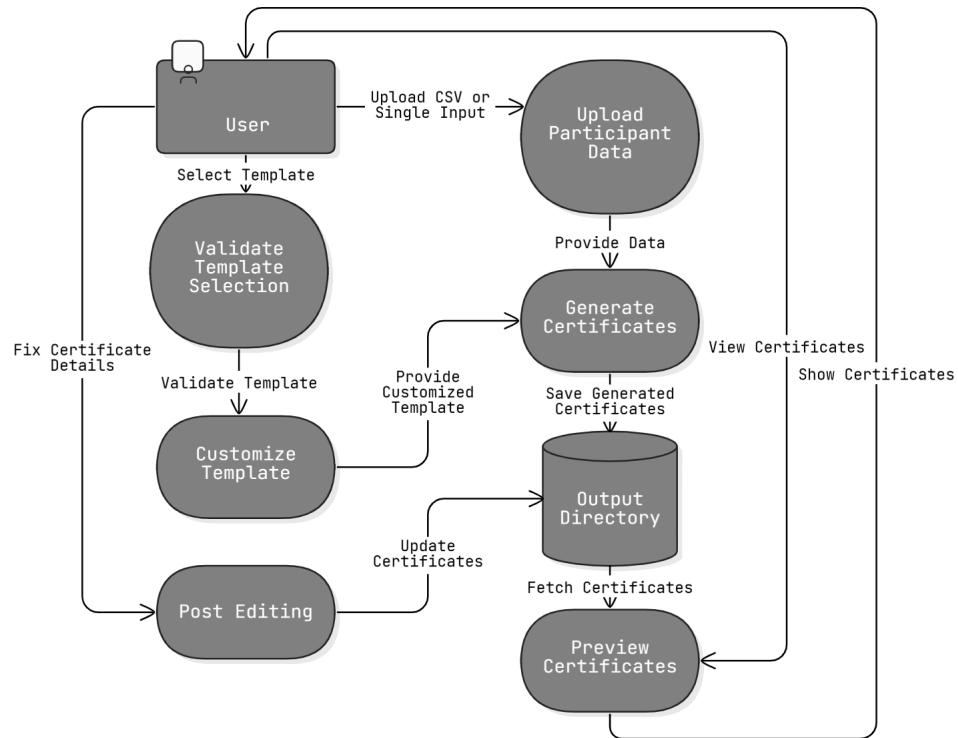 User
Upload CSV or
Single Input
Upload
Participant
Data
Select Template
Validate
Template
Selection
Provide Data
Generate
Certificates
Fix Certificate
Details
Validate Template
Provide
Customized
Template
View Certificates
Show Certificates
Save Generated
Certificates
Customize
Template
Output
Directory
Update
Certificates
Fetch Certificates
Post Editing
Preview
Certificates